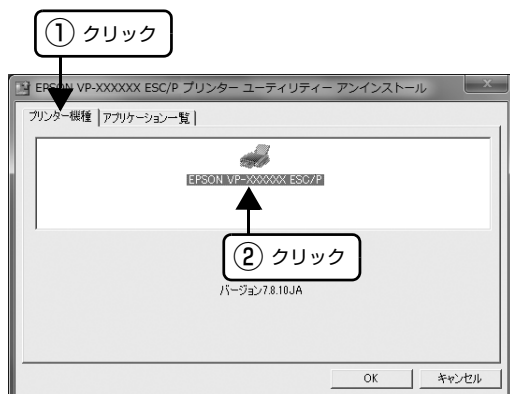 ① クリック
EPSON VP-XXXXXX ESC/P プリンター ユーティリティー アンインストール
プリンター機種
アプリケーション一覧
EPSON VP-XXXXXX ESC/P
② クリック
バージョン7.8.10JA
OK
キャンセル